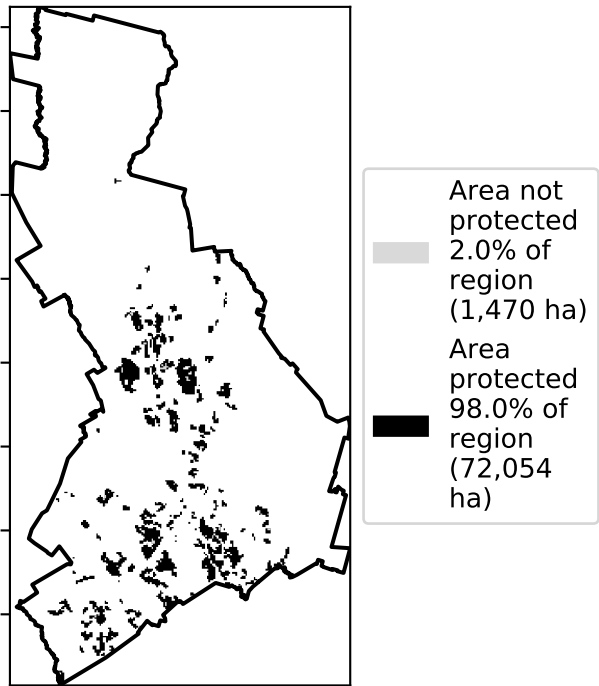 Area not
protected
2.0% of
region
(1,470 ha)
Area
protected
98.0% of
region
(72,054
ha)